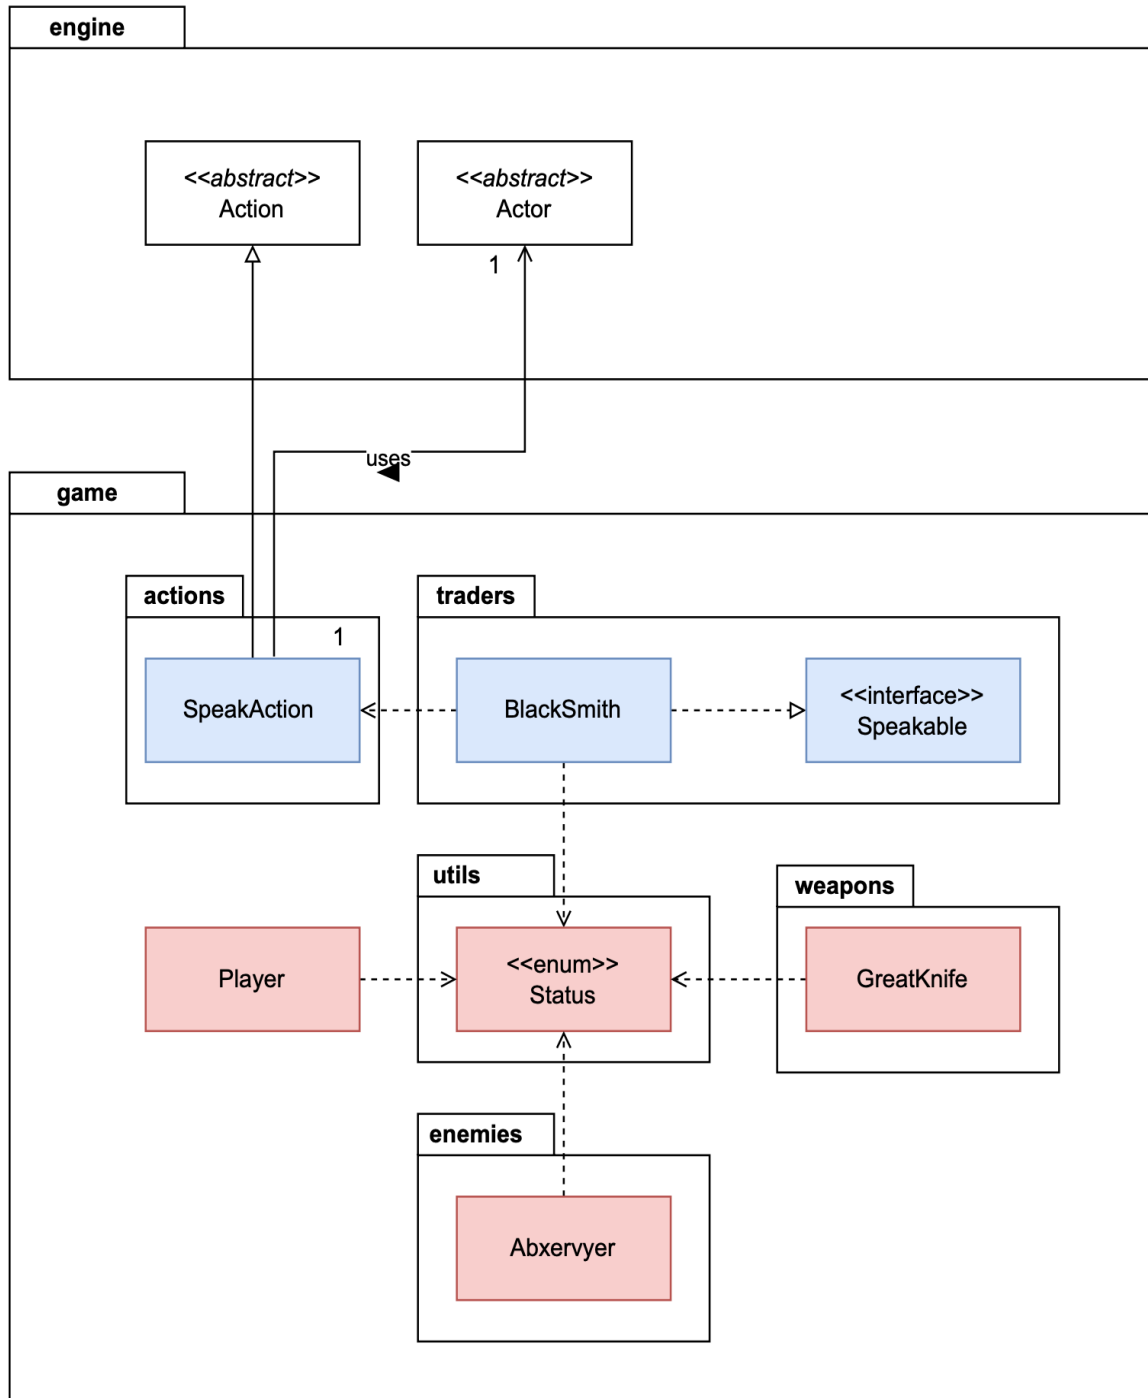 engine
<<abstract>>
Action
<<abstract>>
Actor
1
uses
game
actions
traders
1
SpeakAction
BlackSmith
<<interface>>
Speakable
utils
weapons
Player
<<enum>>
Status
GreatKnife
enemies
Abxervyer